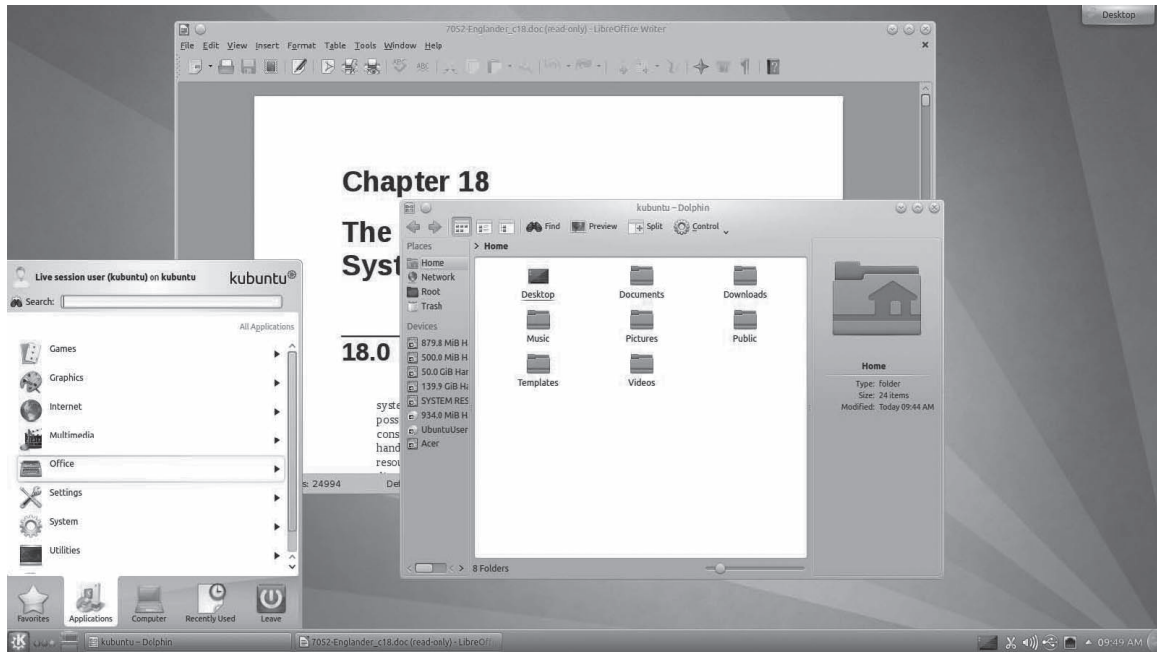 Desktop
7052-Englander_c18.doc (read-only) - LibreOffice Writer
File Edit View Insert Format Table Tools Window Help
Chapter 18
The
Syst
18.0
syste
poss
cons
hand
resou
s: 24994 Def
kubuntu – Dolphin
Find Preview Split Control
Places
> Home
Home
Network
Root
Trash
Devices
879.8 MiB H
500.0 MiB H
50.0 GiB Har
139.9 GiB Ha
SYSTEM RES
934.0 MiB H
UbuntuUser
Acer
Desktop Documents Downloads
Music Pictures Public
Templates Videos
Home
Type: folder
Size: 24 items
Modified: Today 09:44 AM
8 Folders
Live session user (kubuntu) on kubuntu
kubuntu®
Search:
All Applications
Games
Graphics
Internet
Multimedia
Office
Settings
System
Utilities
Favorites Applications Computer Recently Used Leave
kubuntu – Dolphin
7052-Englander_c18.doc (read-only) - LibreOf
09:49 AM